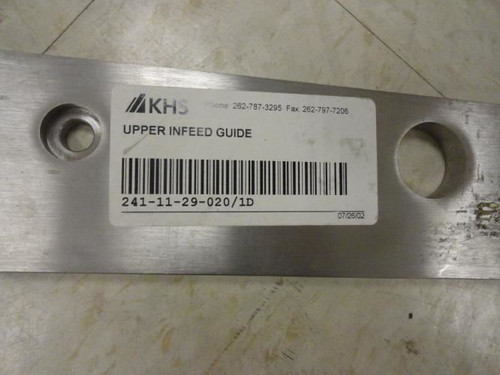 KHS Phone 262-787-3295 Fax 262-797-7206
UPPER INFEED GUIDE
241-11-29-020/1D
07/26/02